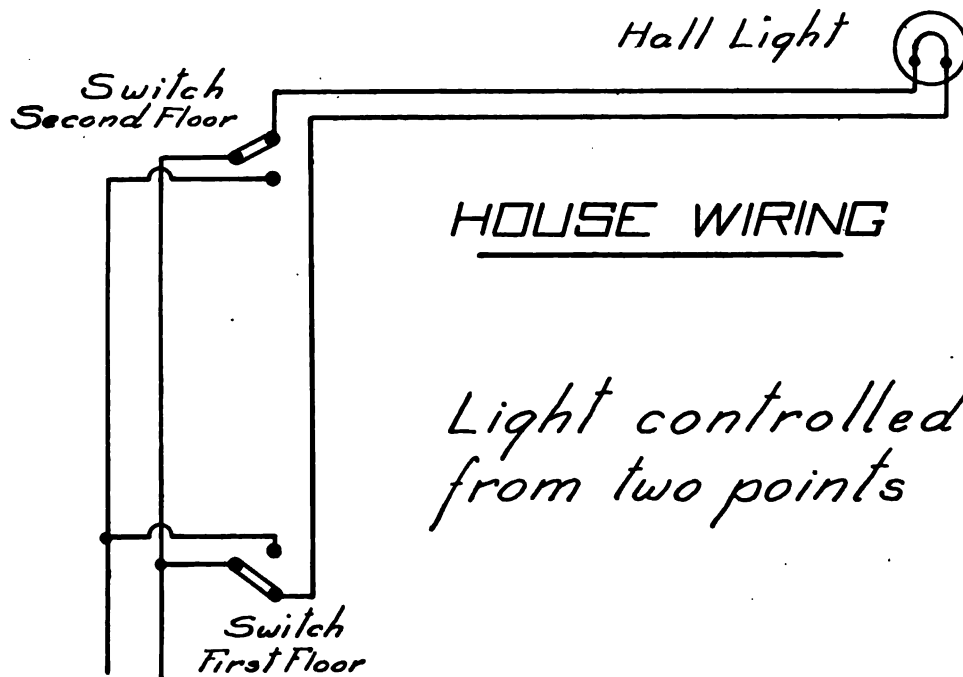 Hall Light
Switch
Second Floor
HOUSE WIRING
Light controlled
from two points
Switch
First Floor